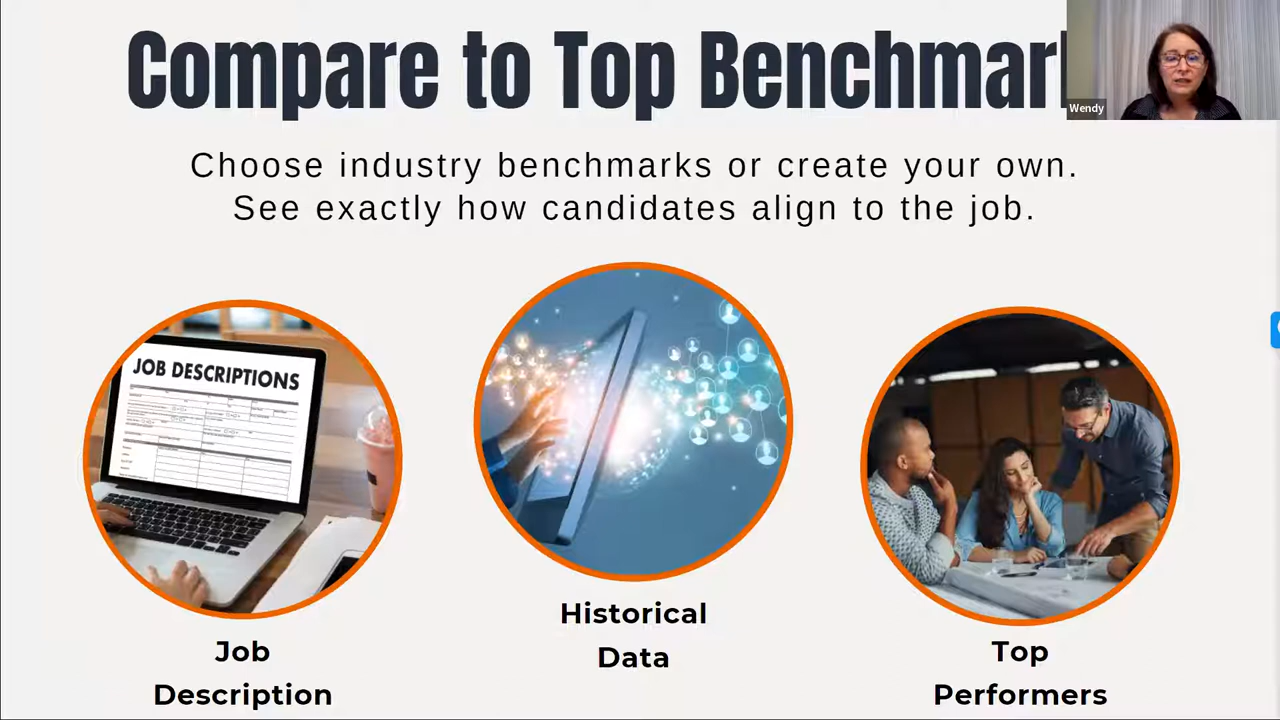 Compare to Top Benchmar
Wendy
Choose industry benchmarks or create your own.
See exactly how candidates align to the job.
JOB DESCRIPTIONS
Historical
Data
Job
Description
Top
Performers